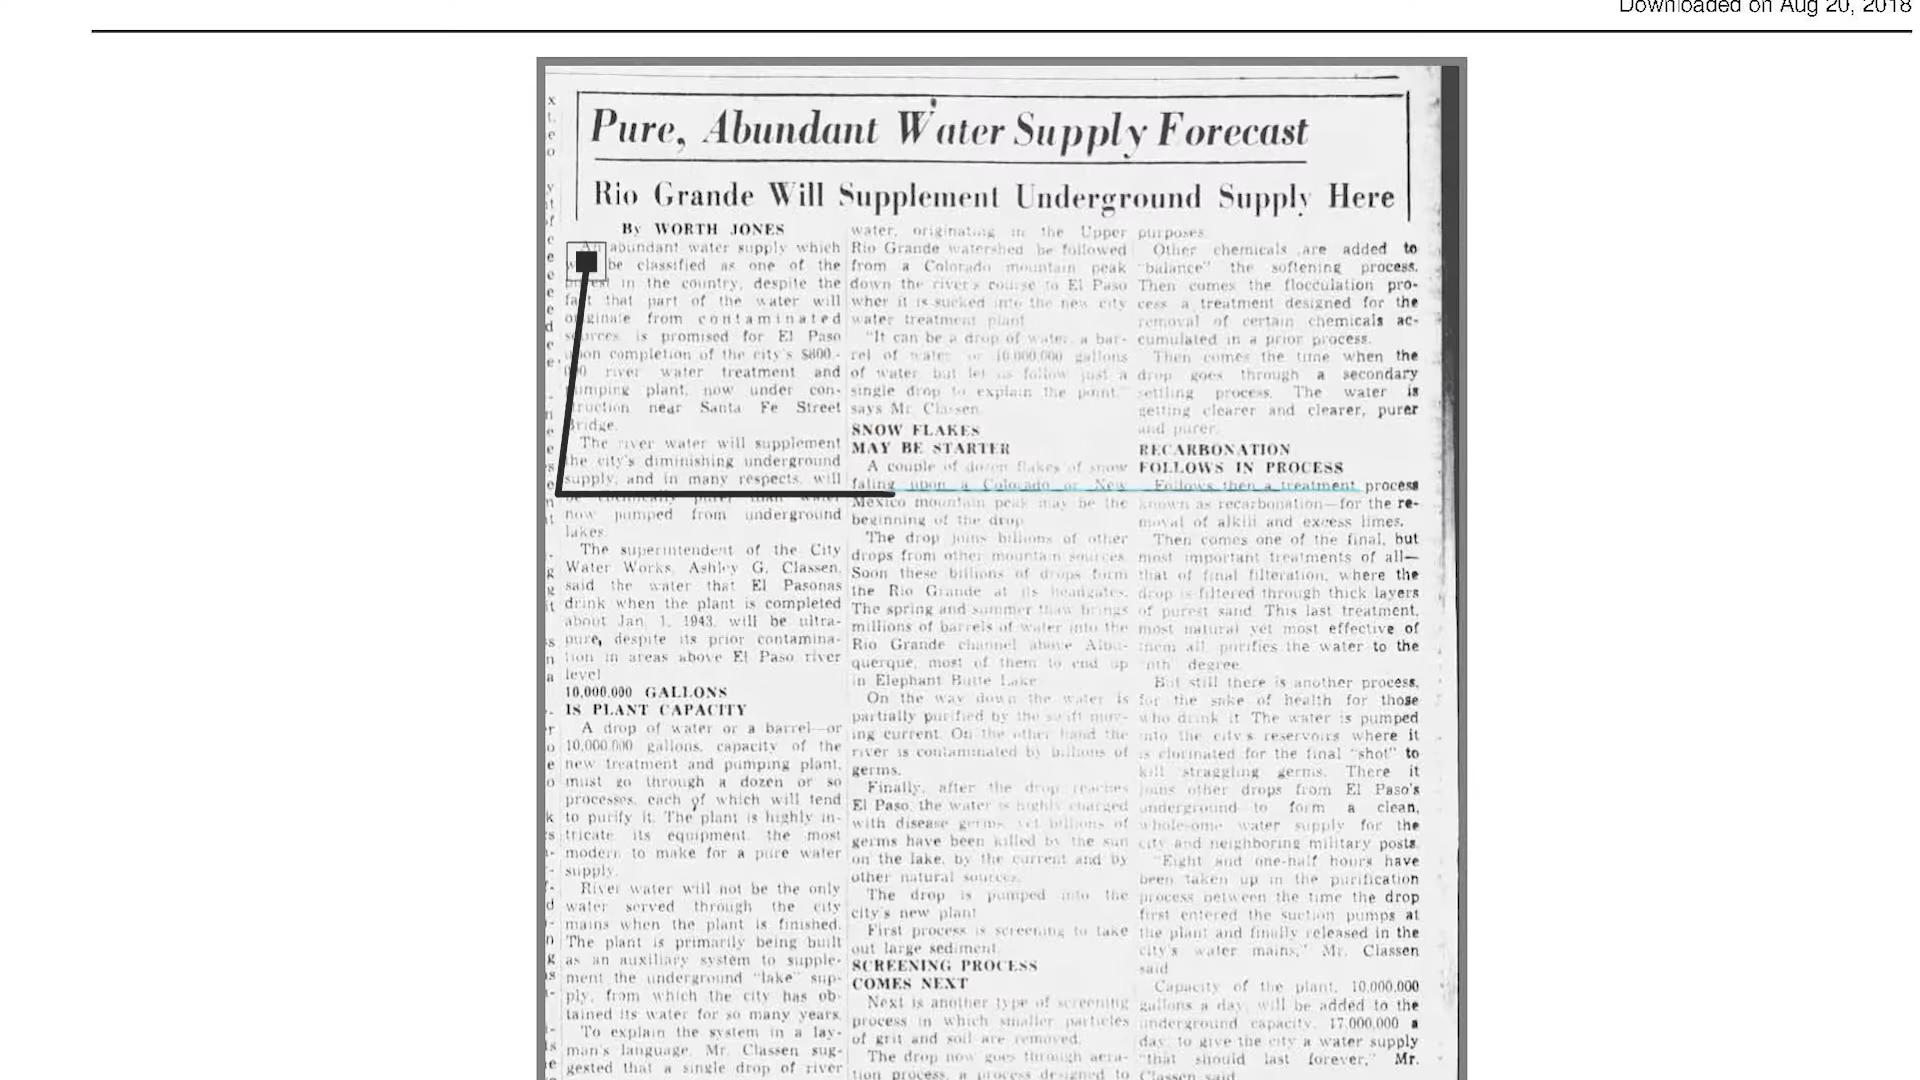 Downloaded on Aug 20, 2018
Pure, Abundant Water Supply Forecast
Rio Grande Will Supplement Underground Supply Here
By WORTH JONES
An abundant water supply which
be classified as one of the
purest in the country, despite the
fact that part of the water will
originate from contaminated
sources is promised for El Paso
upon completion of the city's $800,-
000 river water treatment and
pumping plant, now under con-
struction near Santa Fe Street
Bridge.
The river water will supplement
the city's diminishing underground
supply, and in many respects, will
be chemically purer than water
now pumped from underground
lakes.
The superintendent of the City
Water Works, Ashley G. Classen,
said the water that El Pasonas
drink when the plant is completed
about Jan. 1, 1943, will be ultra-
pure, despite its prior contamina-
tion in areas above El Paso river
level
10,000,000 GALLONS
IS PLANT CAPACITY
A drop of water or a barrel—or
10,000,000 gallons, capacity of the
new treatment and pumping plant,
must go through a dozen or so
processes, each of which will tend
to purify it. The plant is highly in-
tricate its equipment the most
modern to make for a pure water
supply.
River water will not be the only
water served through the city
mains when the plant is finished.
The plant is primarily being built
as an auxiliary system to supple-
ment the underground "lake" sup-
ply, from which the city has ob-
tained its water for so many years.
To explain the system in a lay-
man's language, Mr. Classen sug-
gested that a single drop of river
water, originating in the Upper
Rio Grande watershed be followed
from a Colorado mountain peak
down the river's course to El Paso
wher it is sucked into the new city
water treatment plant
"It can be a drop of water, a bar-
rel of water or 10,000,000 gallons
of water but let us follow just a
single drop to explain the point,"
says Mr. Classen.
SNOW FLAKES
MAY BE STARTER
A couple of dozen flakes of snow
faling upon a Colorado or New
Mexico mountain peak may be the
beginning of the drop
The drop joins billions of other
drops from other mountain sources.
Soon these billions of drops form
the Rio Grande at its headgates.
The spring and summer thaw brings
millions of barrels of water into the
Rio Grande channel above Albu-
querque, most of them to end up
in Elephant Butte Lake
On the way down the water is
partially purified by the swift mov-
ing current. On the other hand the
river is contaminated by billions of
germs.
Finally, after the drop reaches
El Paso, the water is highly charged
with disease germs, yet billions of
germs have been killed by the sun
on the lake, by the current and by
other natural sources.
The drop is pumped into the
city's new plant
First process is screening to take
out large sediment.
SCREENING PROCESS
COMES NEXT
Next is another type of screening
process in which smaller particles
of grit and soil are removed.
The drop now goes through aera-
tion process, a process designed to
purposes.
Other chemicals are added to
"balance" the softening process.
Then comes the flocculation pro-
cess a treatment designed for the
removal of certain chemicals ac-
cumulated in a prior process.
Then comes the time when the
drop goes through a secondary
settling process. The water is
getting clearer and clearer, purer
and purer.
RECARBONATION
FOLLOWS IN PROCESS
Follows then a treatment process
known as recarbonation—for the re-
moval of alkili and excess limes.
Then comes one of the final, but
most important treatments of all—
that of final filteration, where the
drop is filtered through thick layers
of purest sand. This last treatment,
most natural yet most effective of
them all, purifies the water to the
"nth" degree.
But still there is another process,
for the sake of health for those
who drink it. The water is pumped
into the city's reservoirs where it
is clorinated for the final "shot" to
kill straggling germs. There it
joins other drops from El Paso's
underground to form a clean,
wholesome water supply for the
city and neighboring military posts.
"Eight and one-half hours have
been taken up in the purification
process between the time the drop
first entered the suction pumps at
the plant and finally released in the
city's water mains," Mr. Classen
said
Capacity of the plant, 10,000,000
gallons a day, will be added to the
underground capacity, 17,000,000 a
day, to give the city a water supply
"that should last forever," Mr.
Classen said